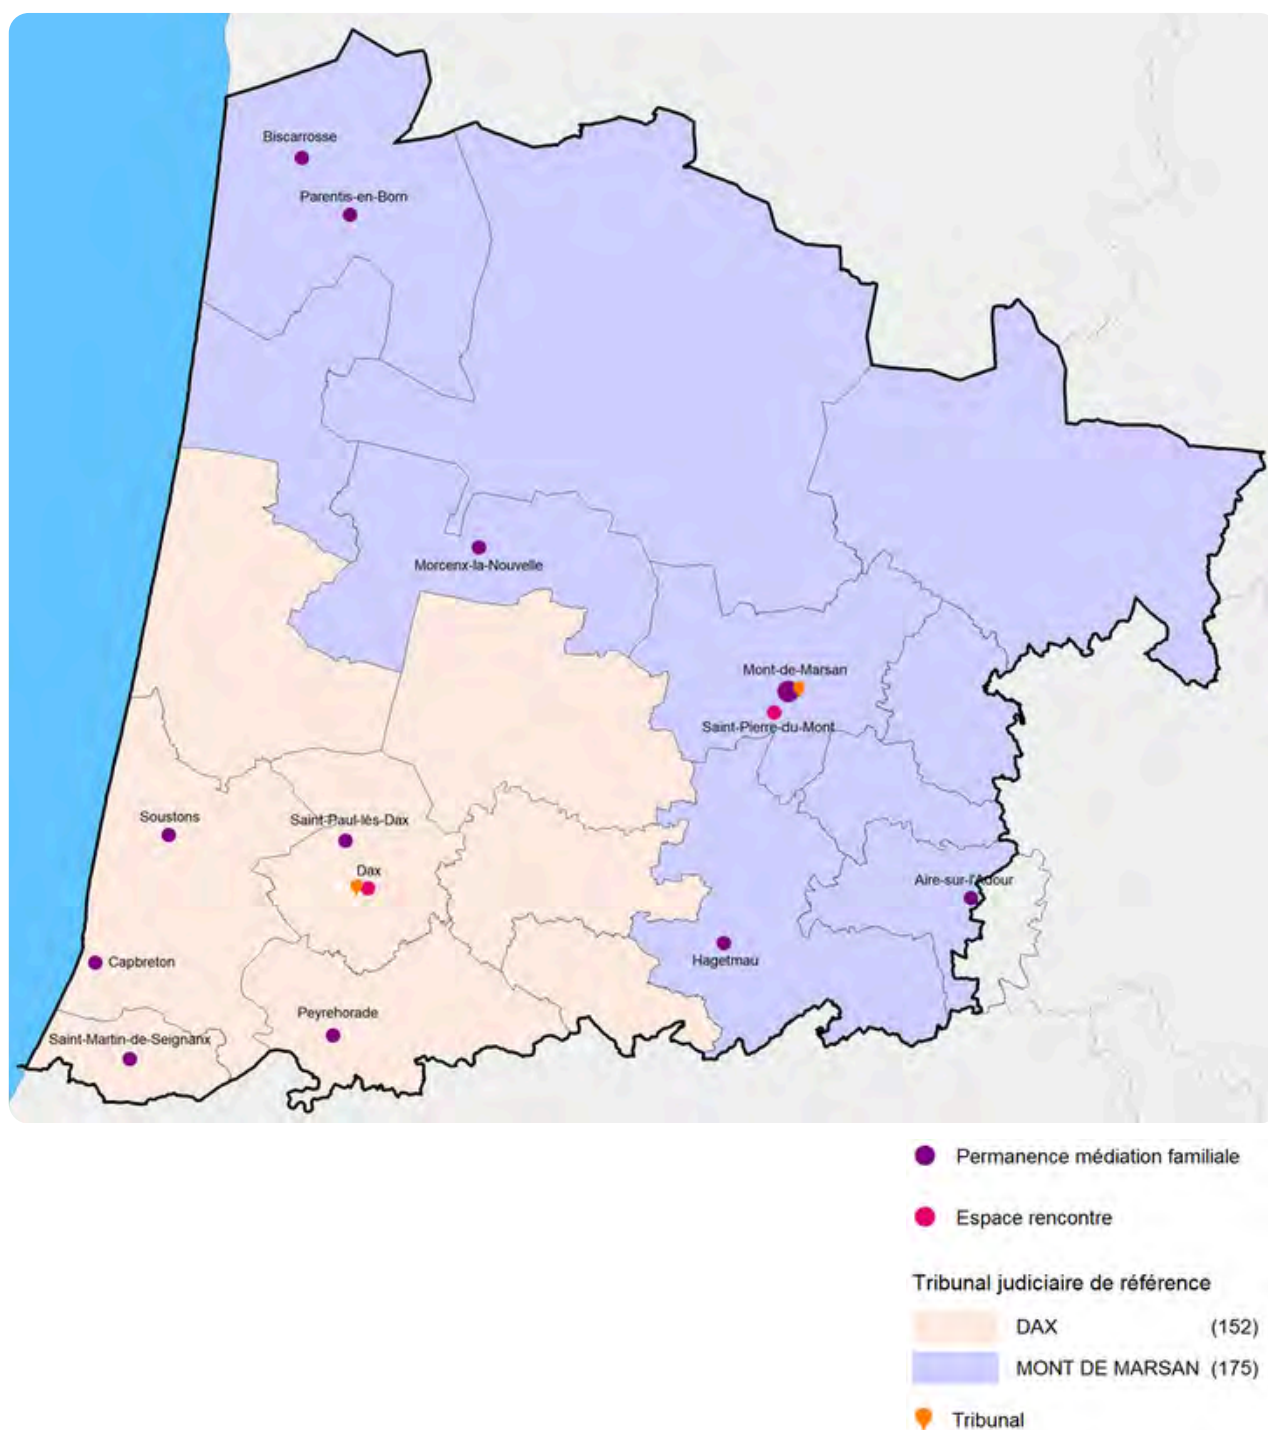 Biscarrosse
Parentis-en-Born
Morcenx-la-Nouvelle
Mont-de-Marsan
Saint-Pierre-du-Mont
Soustons
Saint-Paul-lès-Dax
Dax
Aire-sur-l'Adour
Capbreton
Hagetmau
Peyrehorade
Saint-Martin-de-Seignanx
Permanence médiation familiale
Espace rencontre
Tribunal judiciaire de référence
DAX (152)
MONT DE MARSAN (175)
Tribunal